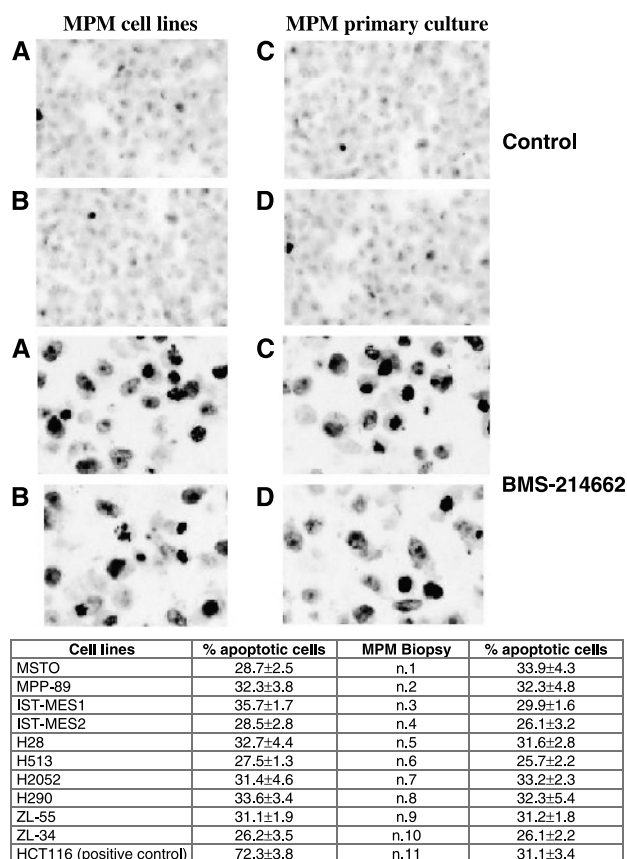 MPM cell lines MPM primary culture
A C
Control
B D
A C
BMS-214662
B D
Cell lines % apoptotic cells MPM Biopsy % apoptotic cells
MSTO 28.7±2.5 n.1 33.9±4.3
MPP-89 32.3±3.8 n.2 32.3±4.8
IST-MES1 35.7±1.7 n.3 29.9±1.6
IST-MES2 28.5±2.8 n.4 26.1±3.2
H28 32.7±4.4 n.5 31.6±2.8
H513 27.5±1.3 n.6 25.7±2.2
H2052 31.4±4.6 n.7 33.2±2.3
H290 33.6±3.4 n.8 32.3±5.4
ZL-55 31.1±1.9 n.9 31.2±1.8
ZL-34 26.2±3.5 n.10 26.1±2.2
HCT116 (positive control) 72.3±3.8 n.11 31.1±3.4